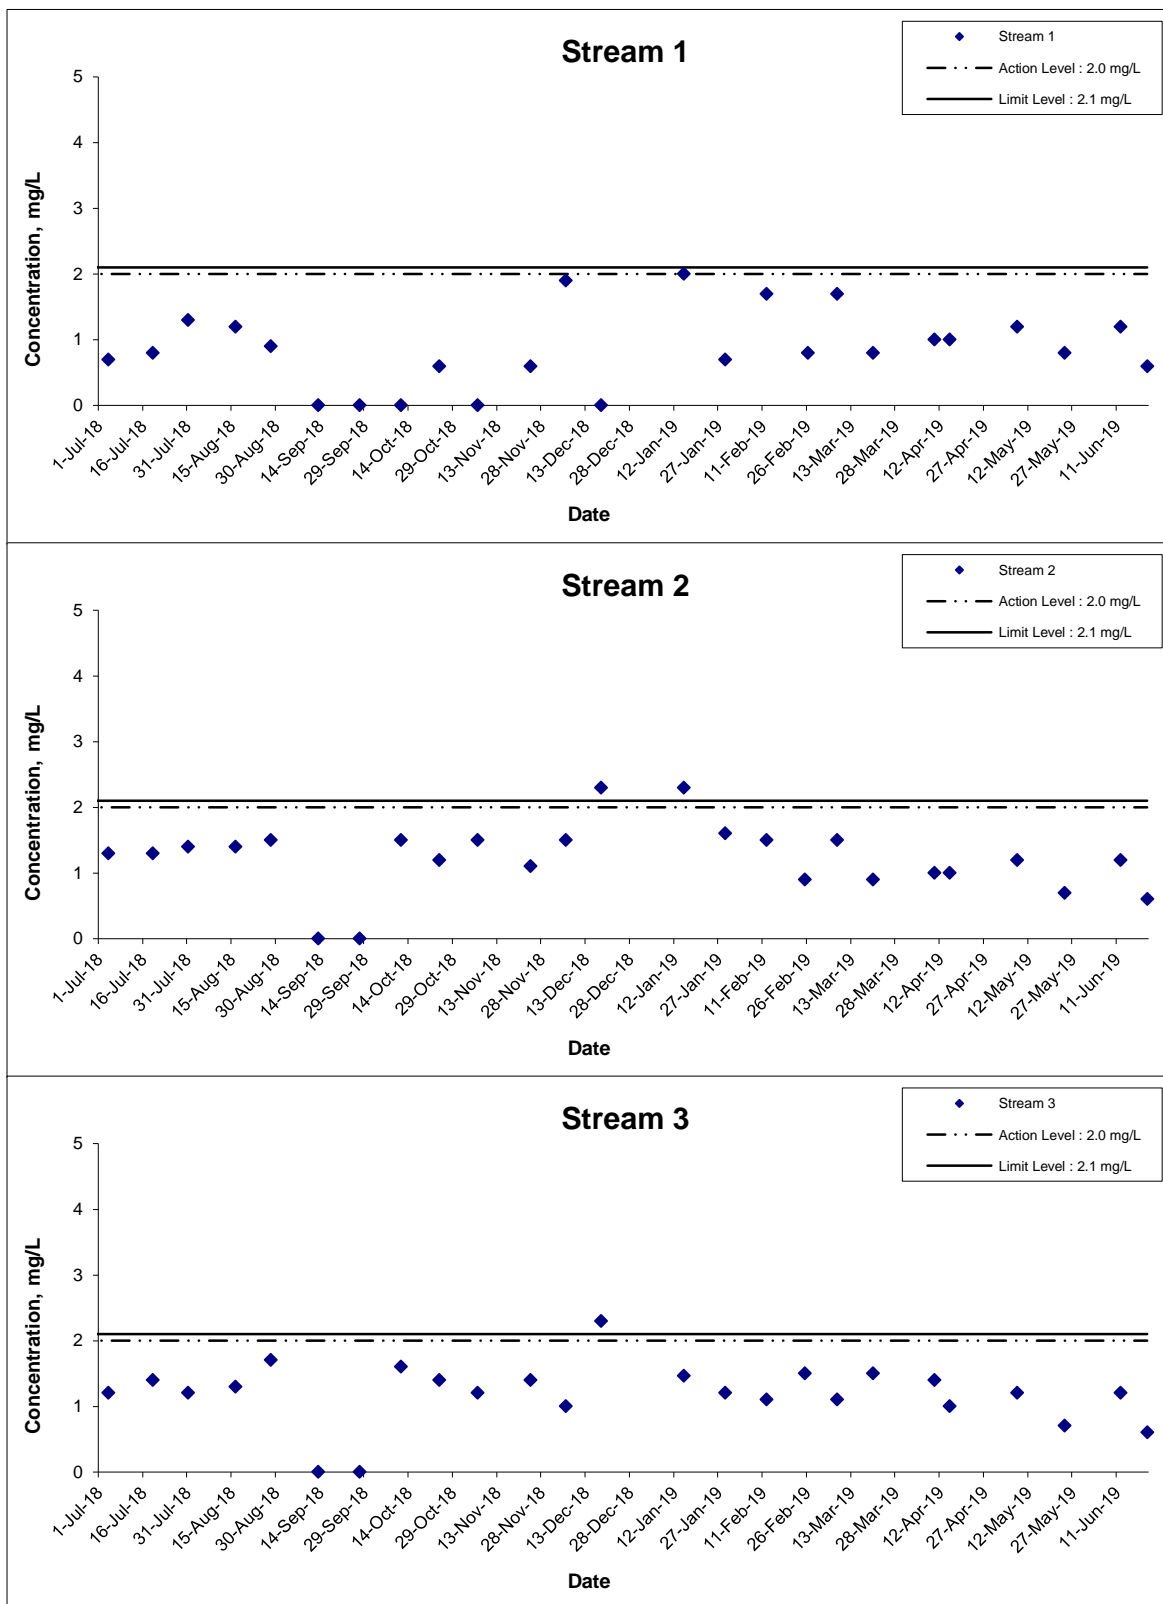 Stream 1
Stream 1
Action Level : 2.0 mg/L
Limit Level : 2.1 mg/L
Concentration, mg/L
5
4
3
2
1
0
1-Jul-18 16-Jul-18 31-Jul-18 15-Aug-18 30-Aug-18 14-Sep-18 29-Sep-18 14-Oct-18 29-Oct-18 13-Nov-18 28-Nov-18 13-Dec-18 28-Dec-18 12-Jan-19 27-Jan-19 11-Feb-19 26-Feb-19 13-Mar-19 28-Mar-19 12-Apr-19 27-Apr-19 12-May-19 27-May-19 11-Jun-19
Date
Stream 2
Stream 2
Action Level : 2.0 mg/L
Limit Level : 2.1 mg/L
Concentration, mg/L
5
4
3
2
1
0
1-Jul-18 16-Jul-18 31-Jul-18 15-Aug-18 30-Aug-18 14-Sep-18 29-Sep-18 14-Oct-18 29-Oct-18 13-Nov-18 28-Nov-18 13-Dec-18 28-Dec-18 12-Jan-19 27-Jan-19 11-Feb-19 26-Feb-19 13-Mar-19 28-Mar-19 12-Apr-19 27-Apr-19 12-May-19 27-May-19 11-Jun-19
Date
Stream 3
Stream 3
Action Level : 2.0 mg/L
Limit Level : 2.1 mg/L
Concentration, mg/L
5
4
3
2
1
0
1-Jul-18 16-Jul-18 31-Jul-18 15-Aug-18 30-Aug-18 14-Sep-18 29-Sep-18 14-Oct-18 29-Oct-18 13-Nov-18 28-Nov-18 13-Dec-18 28-Dec-18 12-Jan-19 27-Jan-19 11-Feb-19 26-Feb-19 13-Mar-19 28-Mar-19 12-Apr-19 27-Apr-19 12-May-19 27-May-19 11-Jun-19
Date